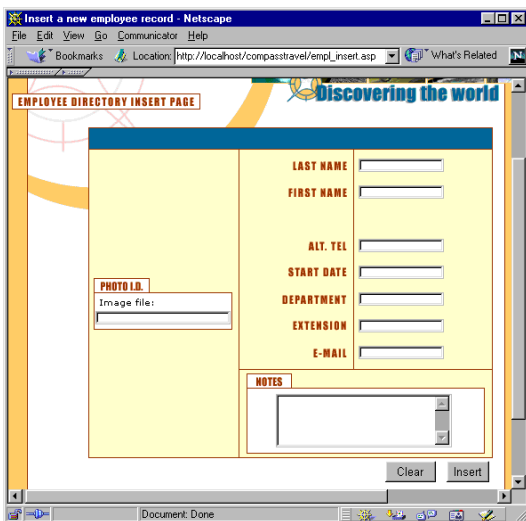 Insert a new employee record - Netscape
File Edit View Go Communicator Help
Bookmarks Location: http://localhost/compasstravel/empl_insert.asp What's Related N
Discovering the world
EMPLOYEE DIRECTORY INSERT PAGE
LAST NAME
FIRST NAME
ALT. TEL
START DATE
PHOTO I.D.
Image file:
DEPARTMENT
EXTENSION
E-MAIL
NOTES
Clear Insert
Document: Done